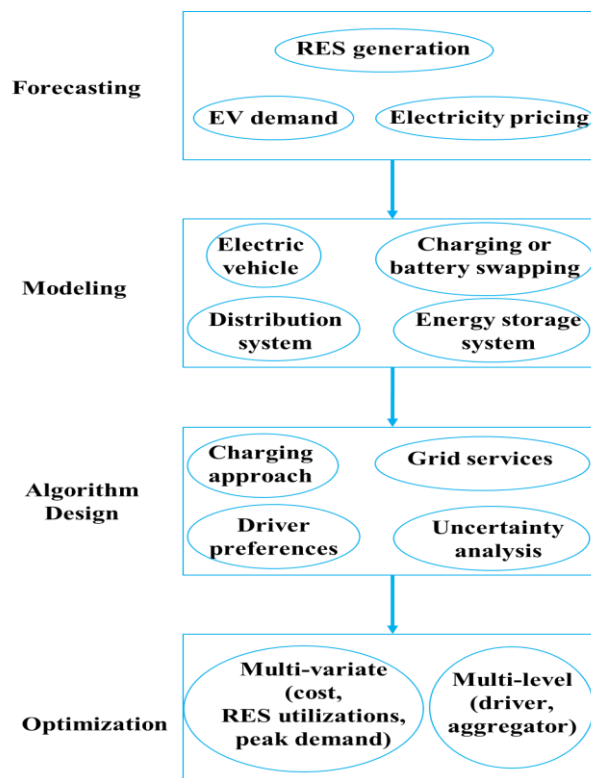 RES generation
Forecasting
EV demand
Electricity pricing
Electric
vehicle
Charging or
battery swapping
Modeling
Distribution
system
Energy storage
system
Charging
approach
Grid services
Algorithm
Design
Driver
preferences
Uncertainty
analysis
Multi-variate
(cost,
RES utilizations,
peak demand)
Multi-level
(driver,
aggregator)
Optimization